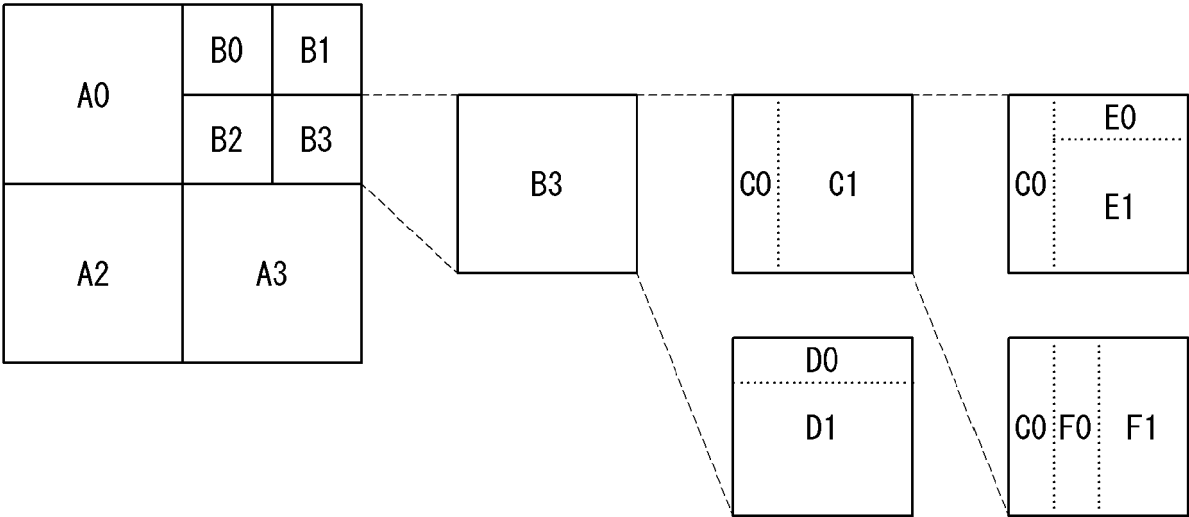 A0
B0 B1
B2 B3
A2 A3
B3
C0 C1
C0 E0
E1
D0
D1
C0 F0 F1